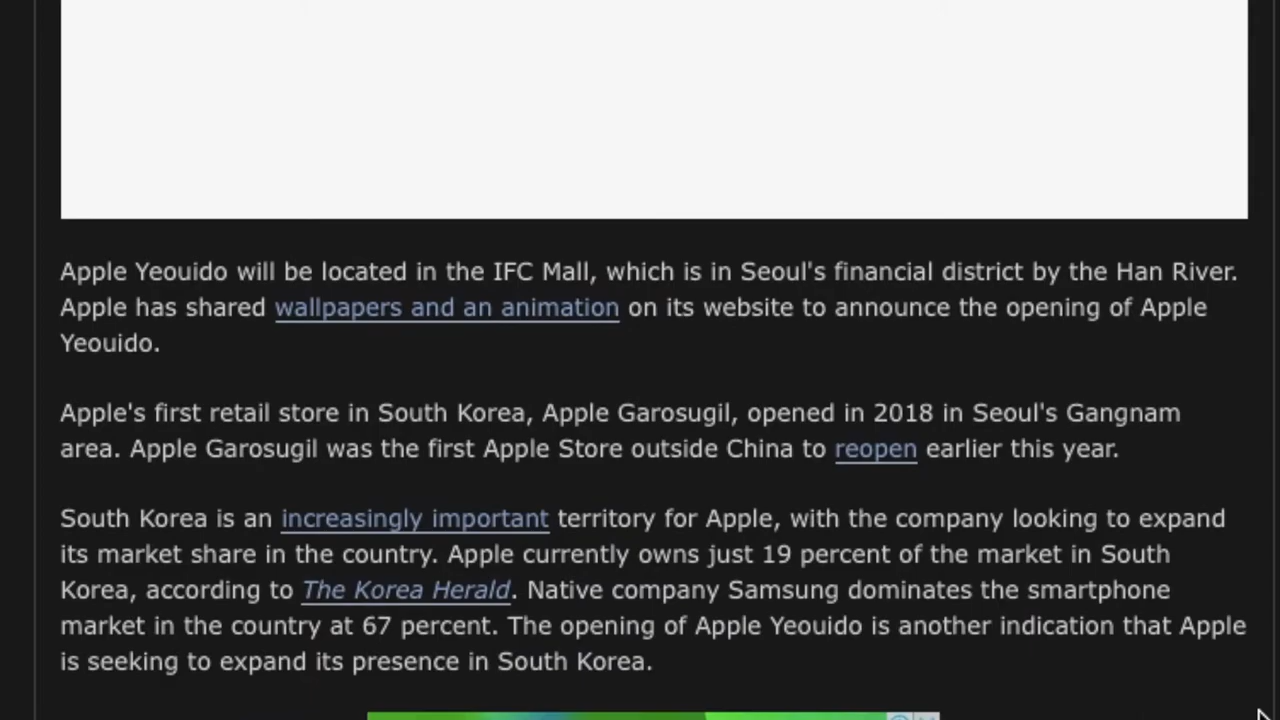 Apple Yeouido will be located in the IFC Mall, which is in Seoul's financial district by the Han River.
Apple has shared wallpapers and an animation on its website to announce the opening of Apple
Yeouido.
Apple's first retail store in South Korea, Apple Garosugil, opened in 2018 in Seoul's Gangnam
area. Apple Garosugil was the first Apple Store outside China to reopen earlier this year.
South Korea is an increasingly important territory for Apple, with the company looking to expand
its market share in the country. Apple currently owns just 19 percent of the market in South
Korea, according to The Korea Herald. Native company Samsung dominates the smartphone
market in the country at 67 percent. The opening of Apple Yeouido is another indication that Apple
is seeking to expand its presence in South Korea.